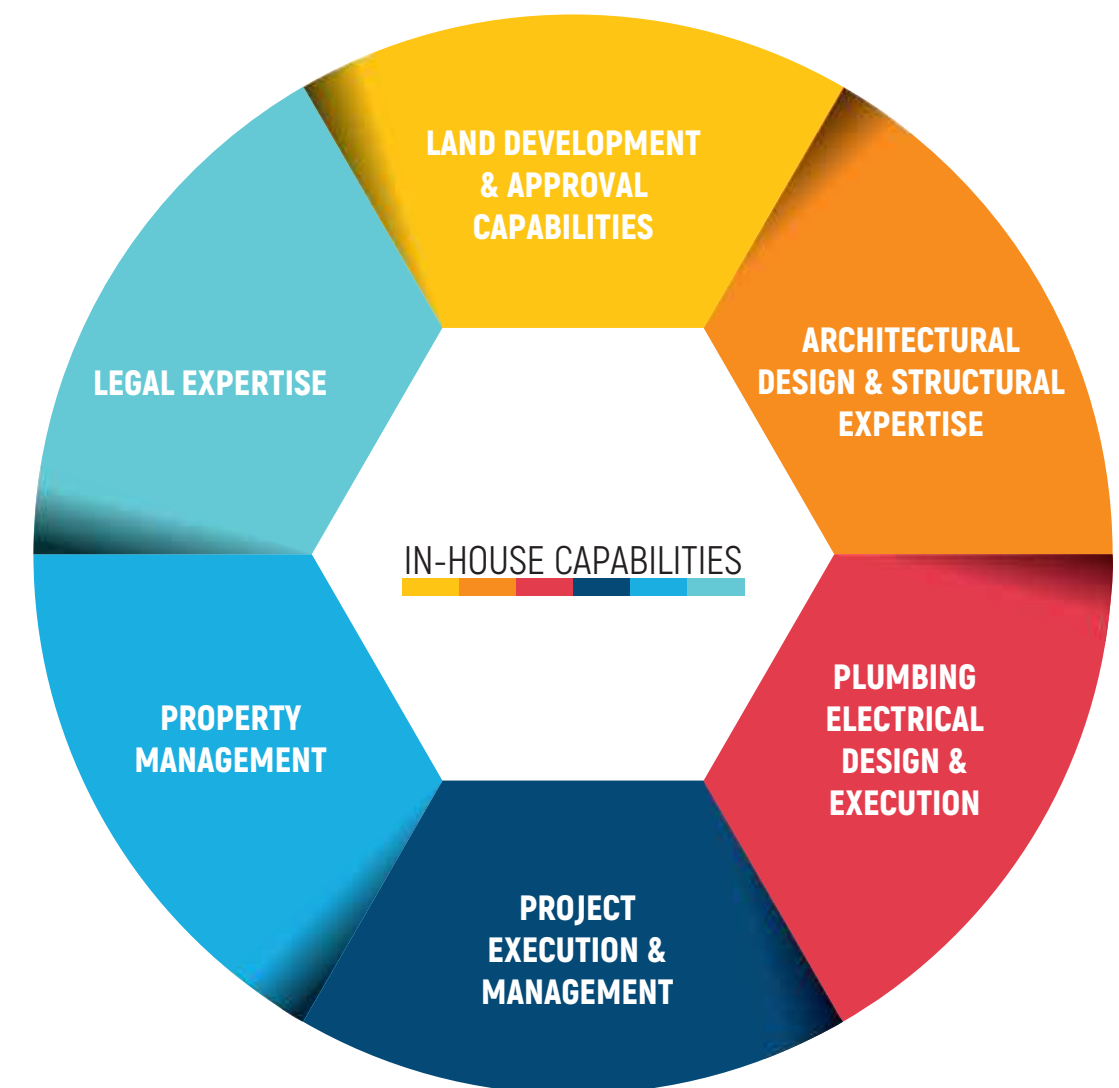 LAND DEVELOPMENT
& APPROVAL
CAPABILITIES
ARCHITECTURAL
DESIGN & STRUCTURAL
EXPERTISE
LEGAL EXPERTISE
IN-HOUSE CAPABILITIES
PLUMBING
ELECTRICAL
DESIGN &
EXECUTION
PROPERTY
MANAGEMENT
PROJECT
EXECUTION &
MANAGEMENT